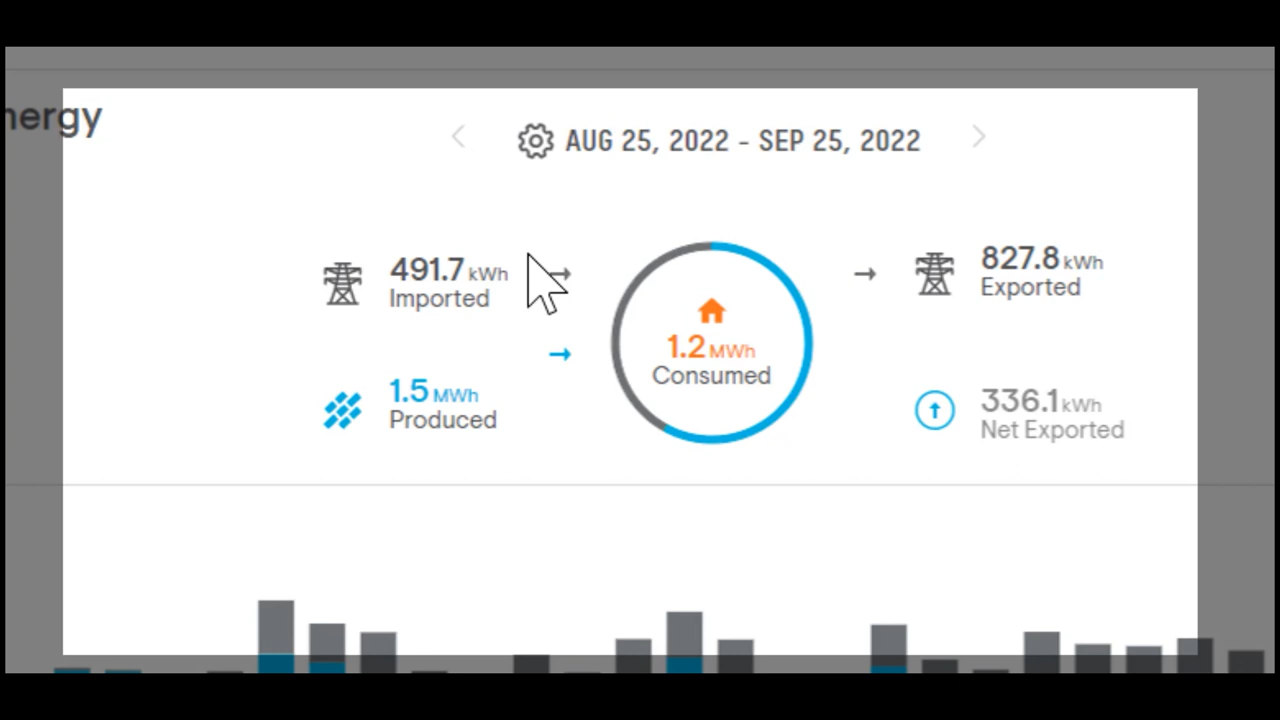 nergy
AUG 25, 2022 - SEP 25, 2022
491.7 kWh
Imported
1.5 MWh
Produced
1.2 MWh
Consumed
827.8 kWh
Exported
336.1 kWh
Net Exported